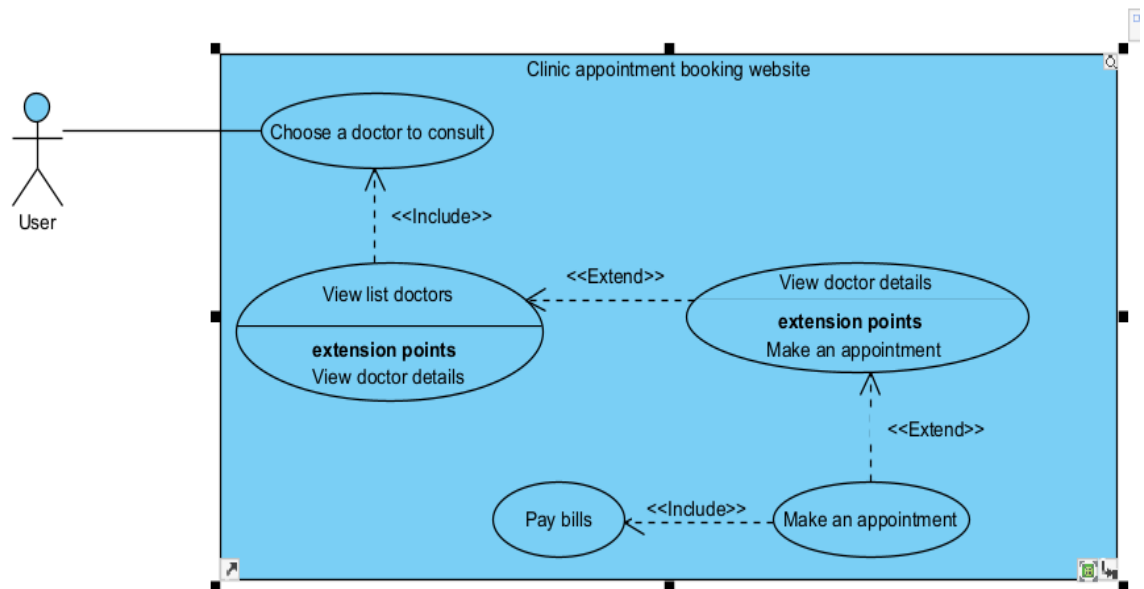 Clinic appointment booking website
Choose a doctor to consult
User
<<Include>>
<<Extend>>
View list doctors
extension points
View doctor details
View doctor details
extension points
Make an appointment
<<Extend>>
Pay bills
<<Include>>
Make an appointment